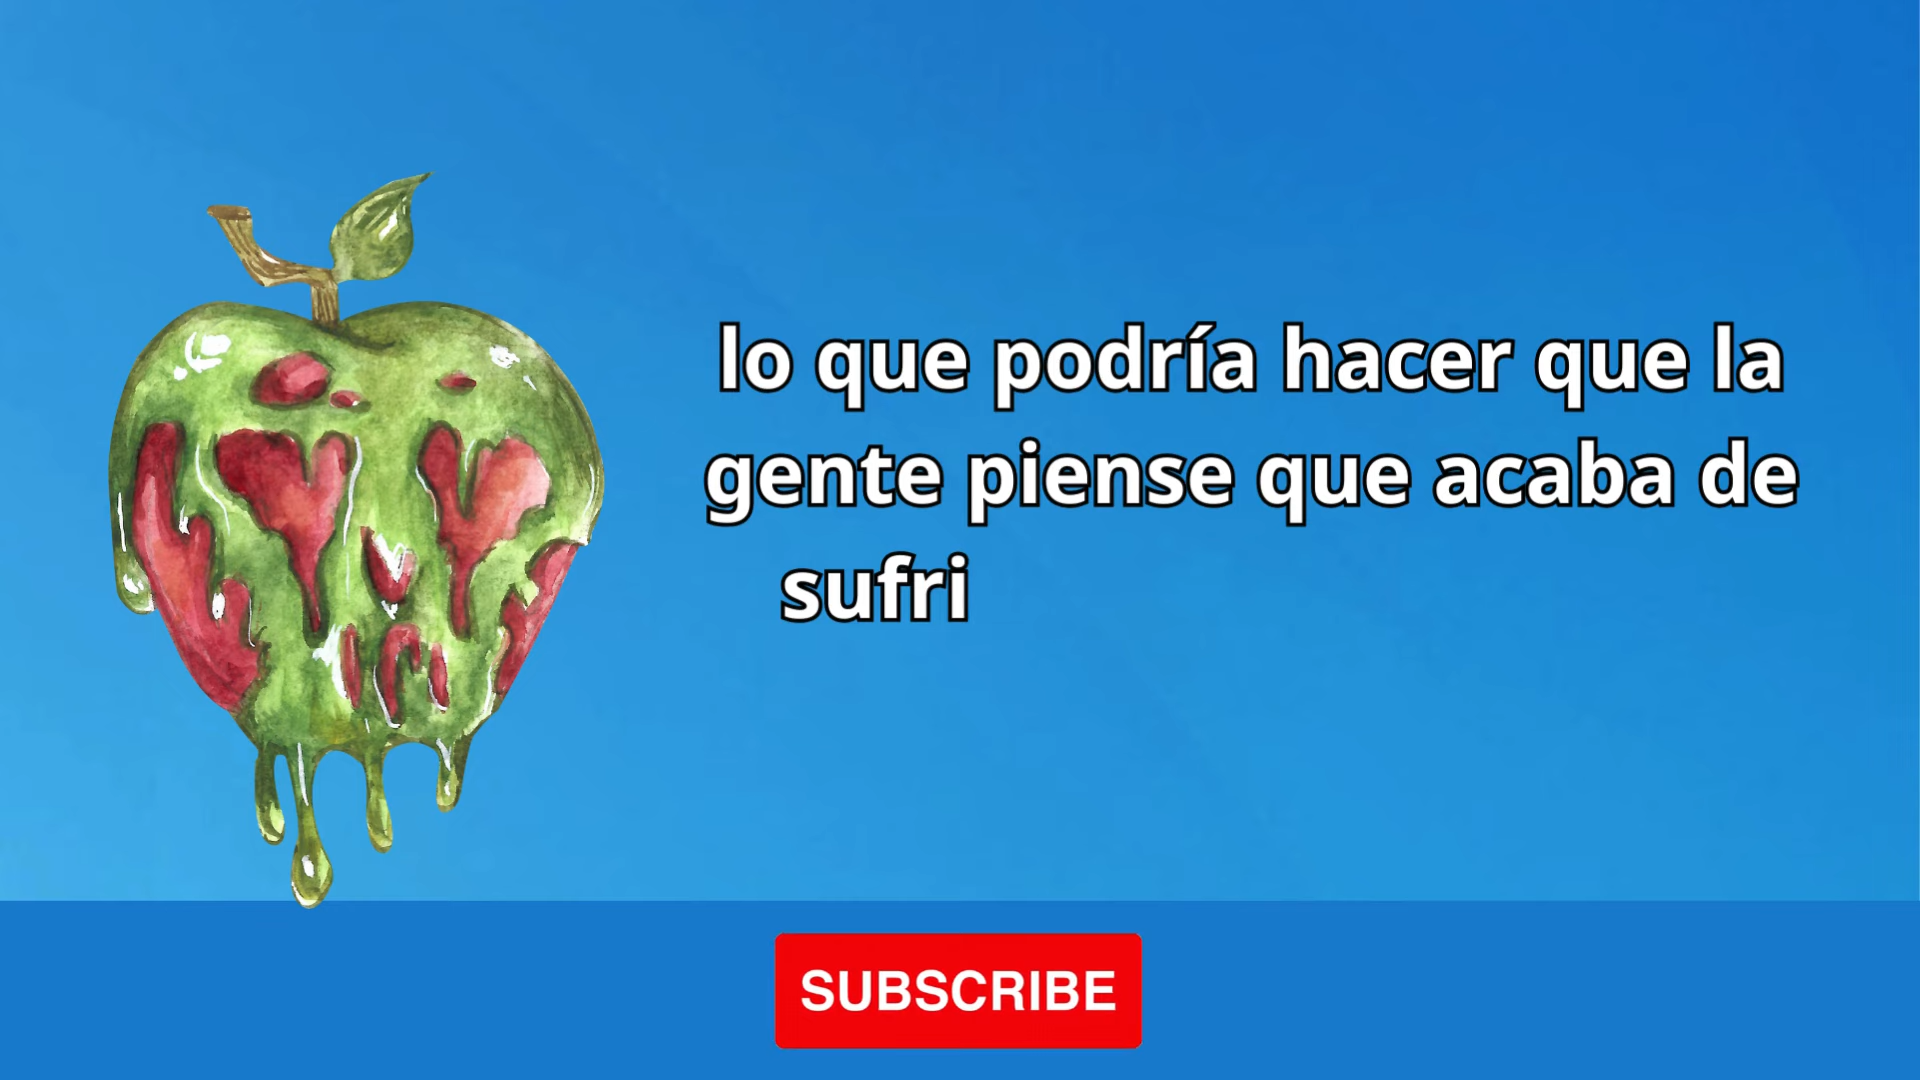 lo que podría hacer que la
gente piense que acaba de
sufri
SUBSCRIBE